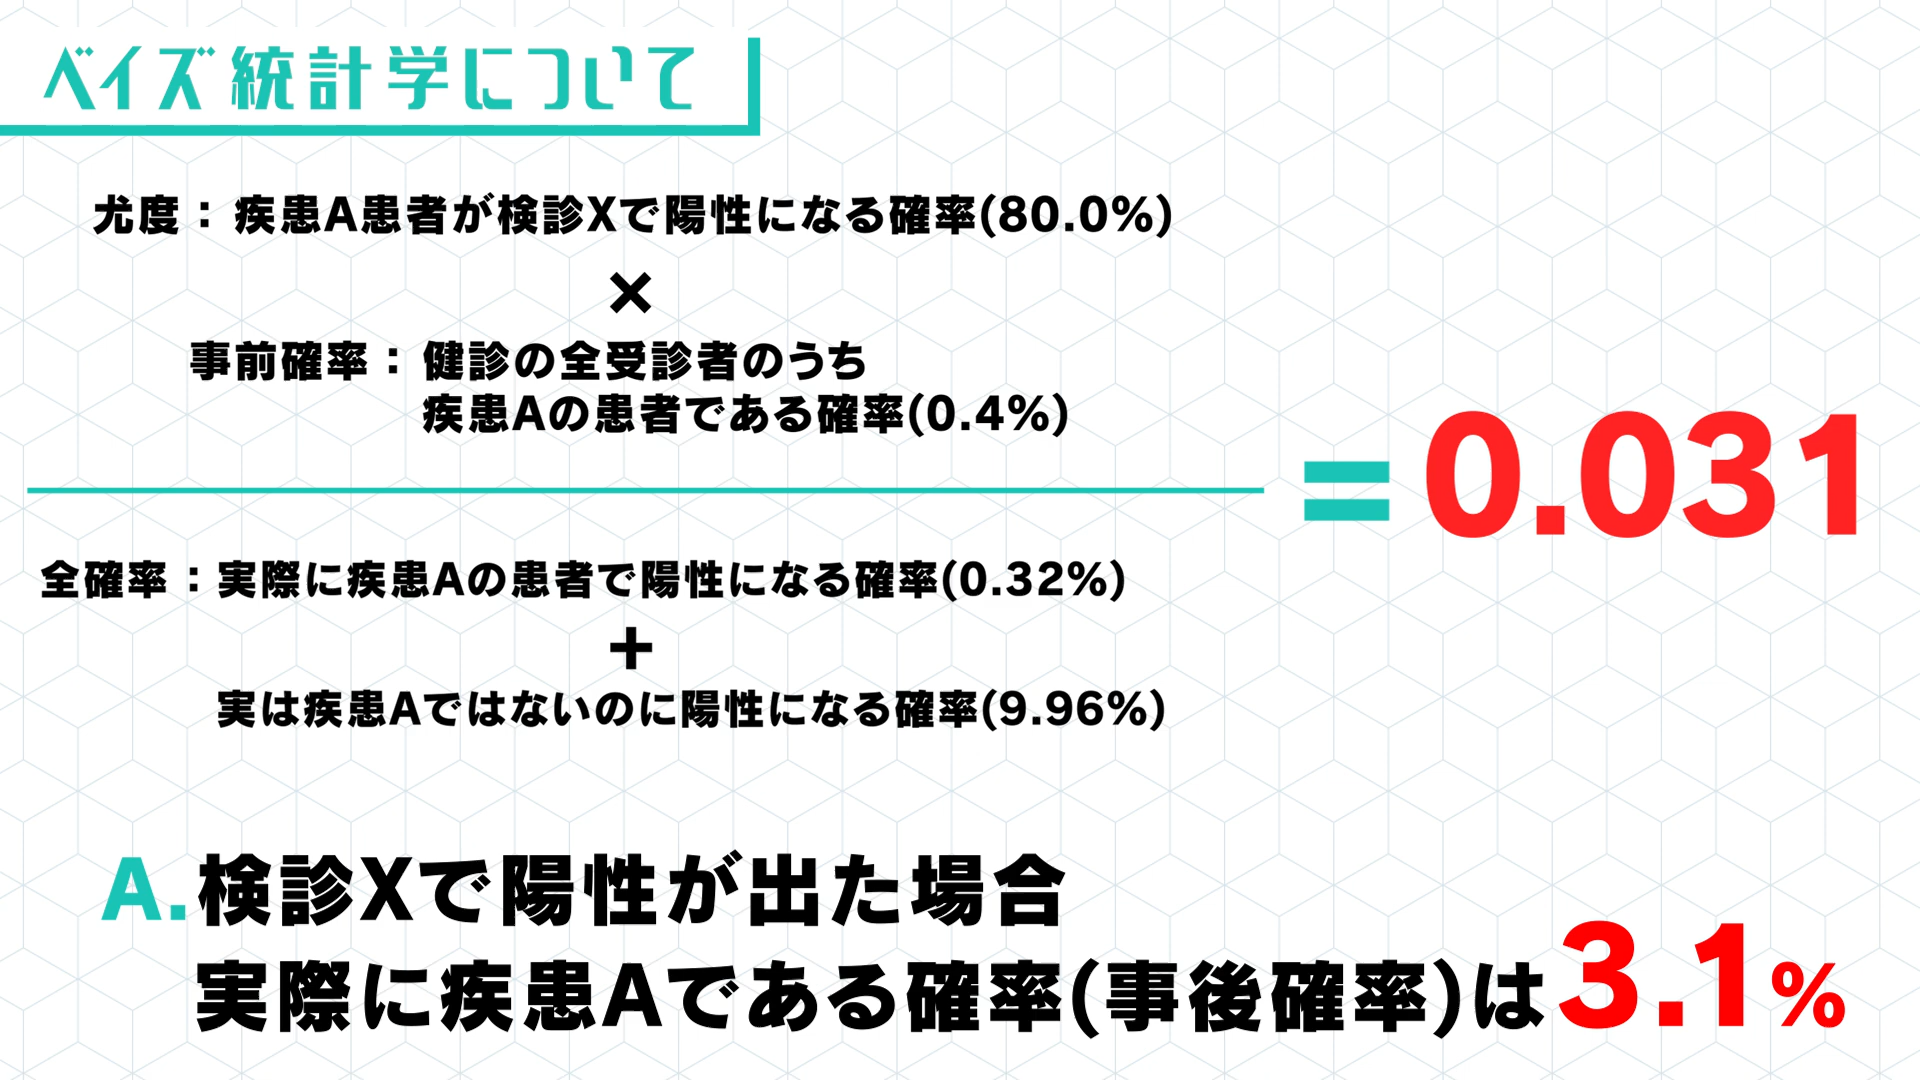 ベイズ統計学について
尤度：疾患A患者が検診Xで陽性になる確率(80.0%)
×
事前確率：健診の全受診者のうち
疾患Aの患者である確率(0.4%)
=0.031
全確率：実際に疾患Aの患者で陽性になる確率(0.32%)
+
実は疾患Aではないのに陽性になる確率(9.96%)
A.検診Xで陽性が出た場合
実際に疾患Aである確率(事後確率)は3.1%